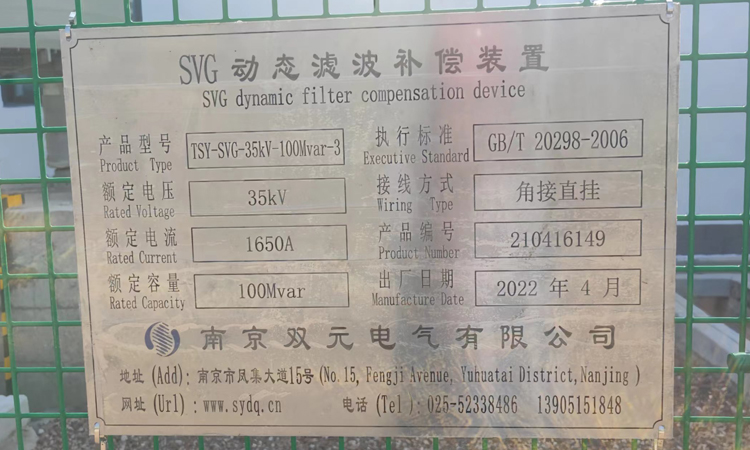 SVG 动态滤波补偿装置
SVG dynamic filter compensation device
产品型号 TSY-SVG-35kV-100Mvar-3 执行标准 GB/T 20298-2006
Product Type Executive Standard
额定电压 35kV 接线方式 角接直挂
Rated Voltage Wiring Type
额定电流 1650A 产品编号 210416149
Rated Current Product Number
额定容量 100Mvar 出厂日期 2022 年 4 月
Rated Capacity Manufacture Date
南京双元电气有限公司
地址 (Add): 南京市凤集大道15号 (No.15, Fengji Avenue, Yuhuatai District,Nanjing )
网址 (Url) : www.sydq.cn 电话 (Tel ) : 025-52338486 13905151848